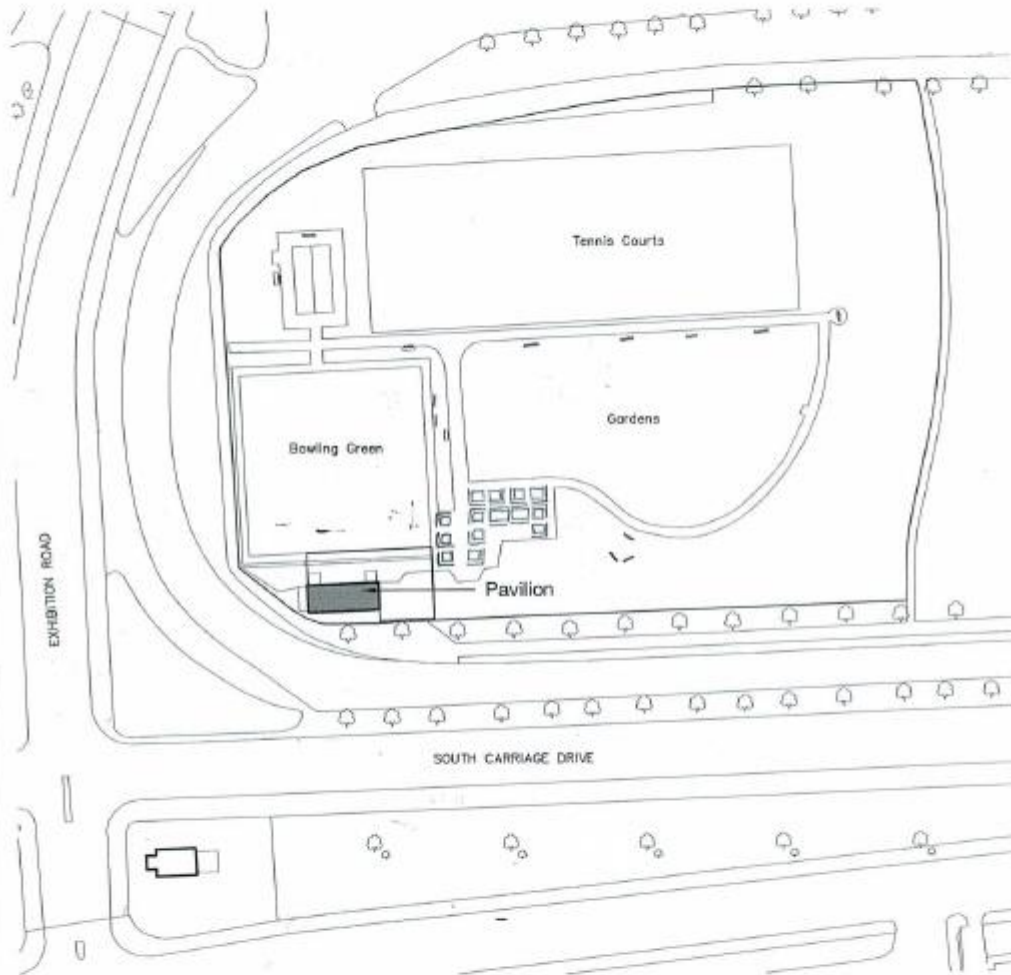 Tennis Courts
Gardens
Bowling Green
Pavilion
EXHIBITION ROAD
SOUTH CARRIAGE DRIVE